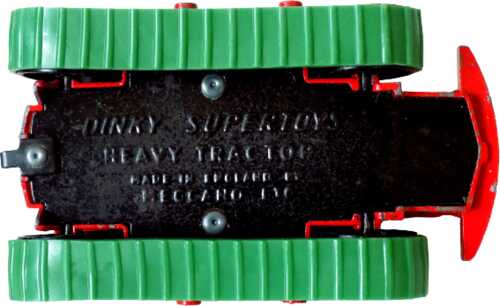 DINKY SUPERTOYS
HEAVY TRACTOR
MADE IN ENGLAND BY
MECCANO LTD